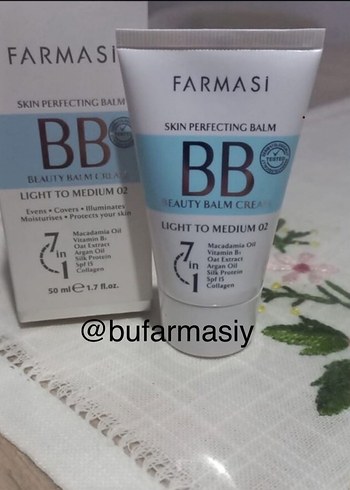 FARMASİ
SKIN PERFECTING BALM
BB
BEAUTY BALM CREAM
LIGHT TO MEDIUM 02
Evens • Covers • Illuminates
Moisturises • Protects your skin
7 in 1
Macadamia Oil
Vitamin B3
Oat Extract
Argan Oil
Silk Protein
Spf 15
Collagen
50 ml ℮ 1.7 fl.oz.
FARMASİ
SKIN PERFECTING BALM
BB
TESTED
BEAUTY BALM CREAM
LIGHT TO MEDIUM 02
7 in 1
Macadamia Oil
Vitamin B3
Oat Extract
Argan Oil
Silk Protein
Spf 15
Collagen
@bufarmasiy